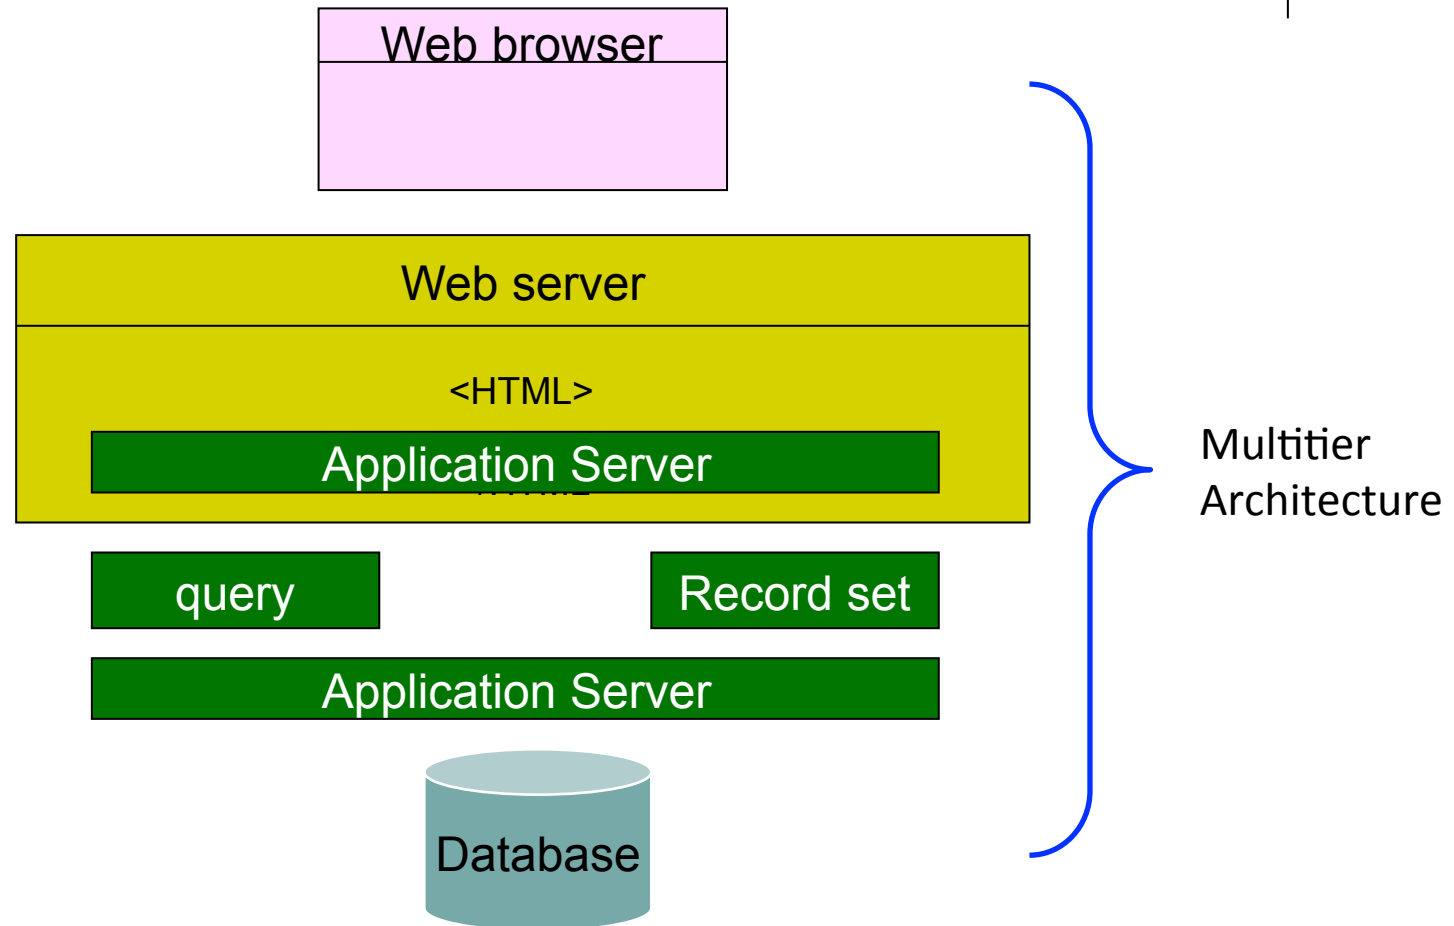 Web browser
Web server
<HTML>
Application Server
query
Record set
Application Server
Database
Multitier
Architecture